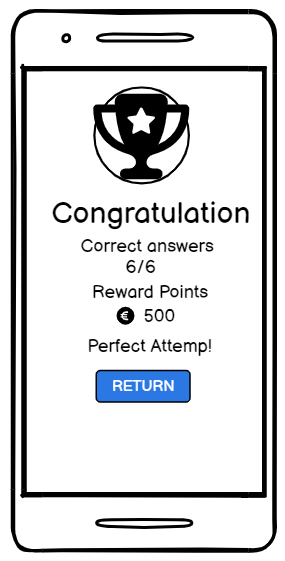 Congratulation
Correct answers
6/6
Reward Points
€ 500
Perfect Attemp!
RETURN